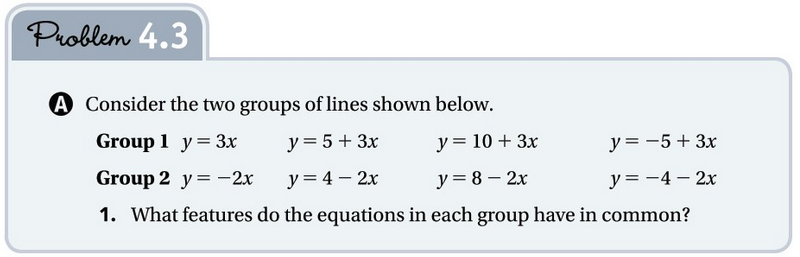 Problem 4.3
A Consider the two groups of lines shown below.
Group 1 y = 3x y = 5 + 3x y = 10 + 3x y = −5 + 3x
Group 2 y = −2x y = 4 − 2x y = 8 − 2x y = −4 − 2x
1. What features do the equations in each group have in common?